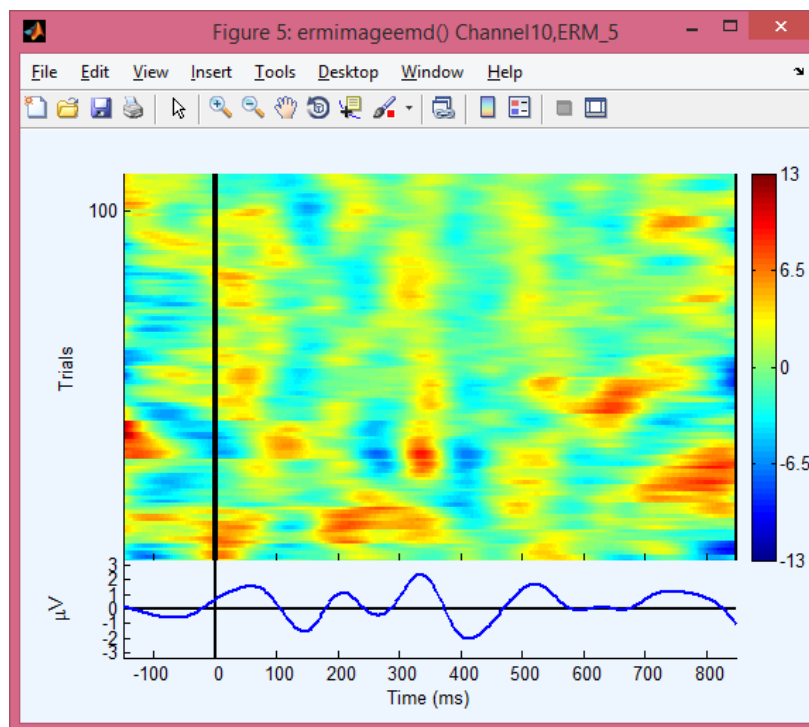 Figure 5: ermimageemd() Channel10,ERM_5
File Edit View Insert Tools Desktop Window Help
100
Trials
13
6.5
0
-6.5
-13
3
2
1
0
-1
-2
-3
µV
-100 0 100 200 300 400 500 600 700 800
Time (ms)